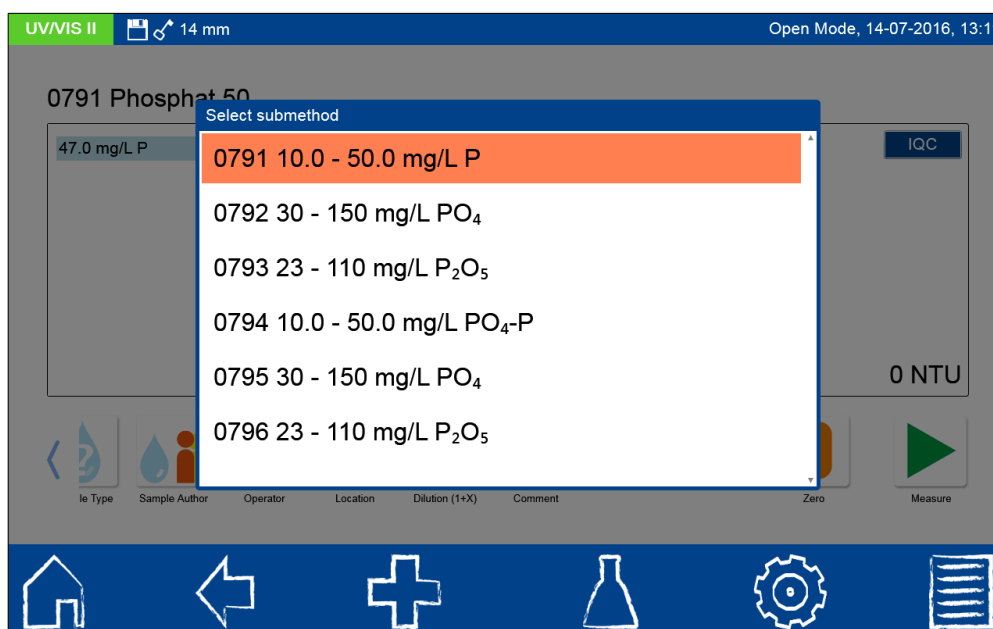 UV/VIS II 14 mm Open Mode, 14-07-2016, 13:1
0791 Phosphat 50
Select submethod
47.0 mg/L P
IQC
0791 10.0 - 50.0 mg/L P
0792 30 - 150 mg/L PO₄
0793 23 - 110 mg/L P₂O₅
0794 10.0 - 50.0 mg/L PO₄-P
0795 30 - 150 mg/L PO₄
0796 23 - 110 mg/L P₂O₅
0 NTU
le Type Sample Author Operator Location Dilution (1+X) Comment Zero Measure